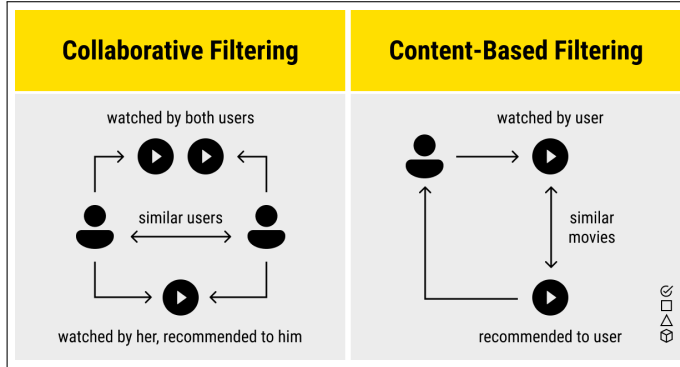 Collaborative Filtering
watched by both users
similar users
watched by her, recommended to him
Content-Based Filtering
watched by user
similar
movies
recommended to user